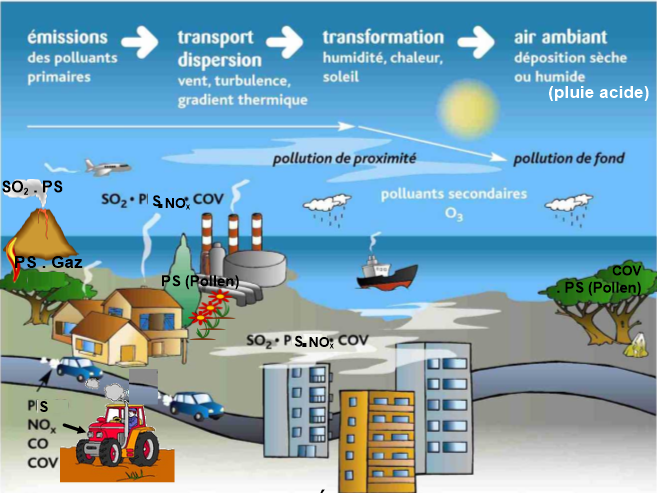 émissions
des polluants
primaires
transport
dispersion
vent, turbulence,
gradient thermique
transformation
humidité, chaleur,
soleil
air ambiant
déposition sèche
ou humide
(pluie acide)
pollution de proximité
pollution de fond
SO₂ . PS
SO₂ • PS • NOₓ • COV
polluants secondaires
O₃
PS . Gaz
PS (Pollen)
COV
. PS (Pollen)
SO₂ • PS • NOₓ COV
PS
NOₓ
CO
COV